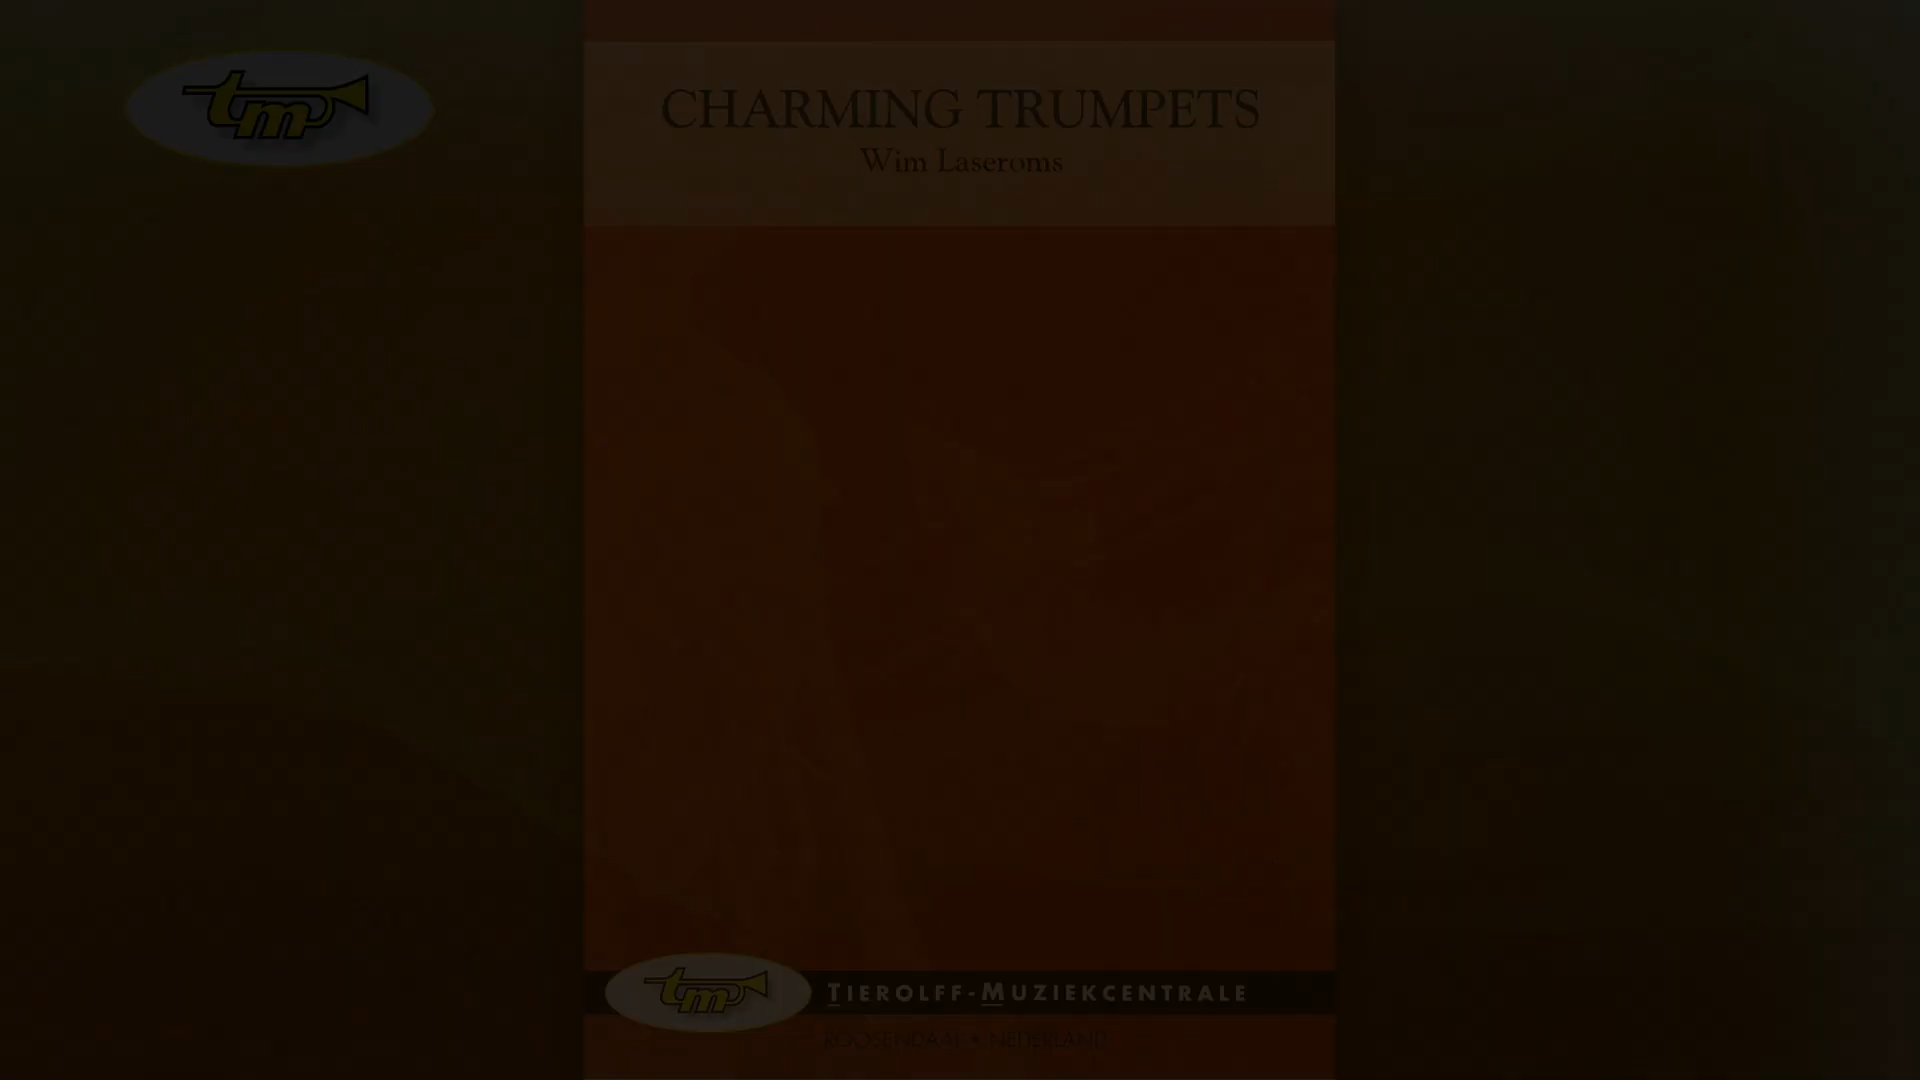 tm
CHARMING TRUMPETS
Wim Laseroms
tm
TIEROLFF-MUZIEKCENTRALE
ROOSENDAAL • NEDERLAND